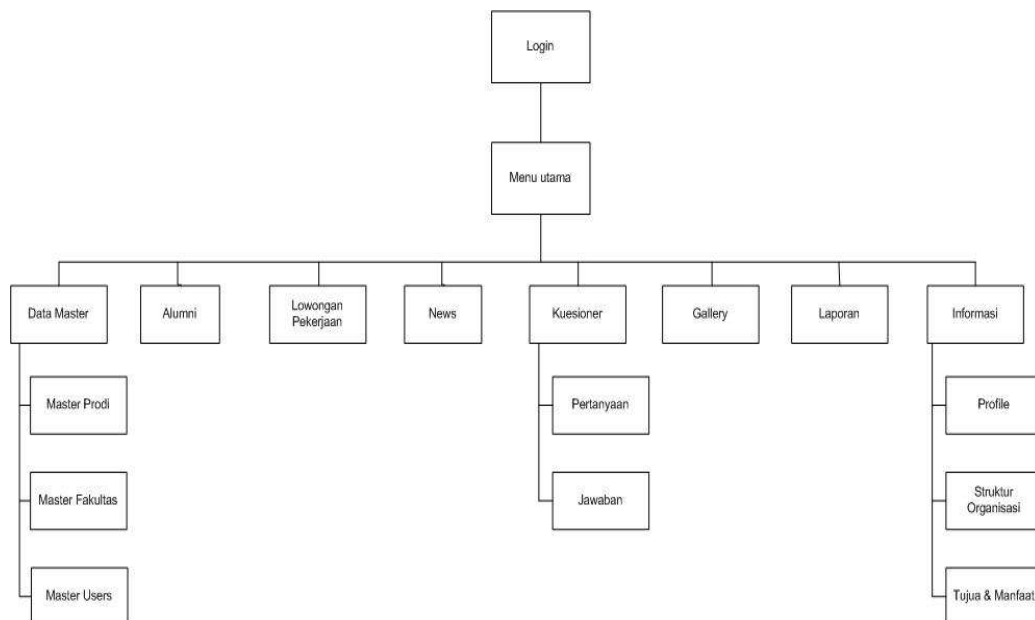 Login
Menu utama
Data Master
Alumni
Lowongan
Pekerjaan
News
Kuesioner
Gallery
Laporan
Informasi
Master Prodi
Pertanyaan
Profile
Master Fakultas
Jawaban
Struktur
Organisasi
Master Users
Tujua & Manfaat